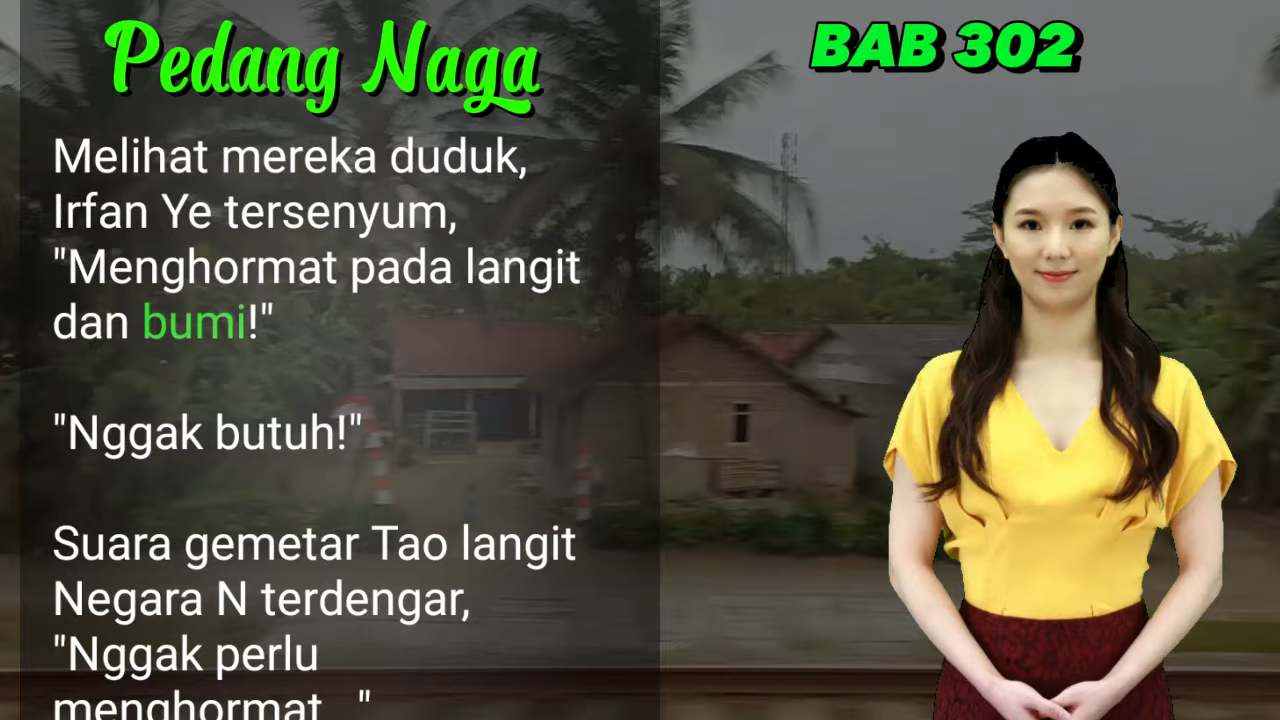 Pedang Naga
BAB 302
Melihat mereka duduk,
Irfan Ye tersenyum,
"Menghormat pada langit
dan bumi!"
"Nggak butuh!"
Suara gemetar Tao langit
Negara N terdengar,
"Nggak perlu
menghormat..."